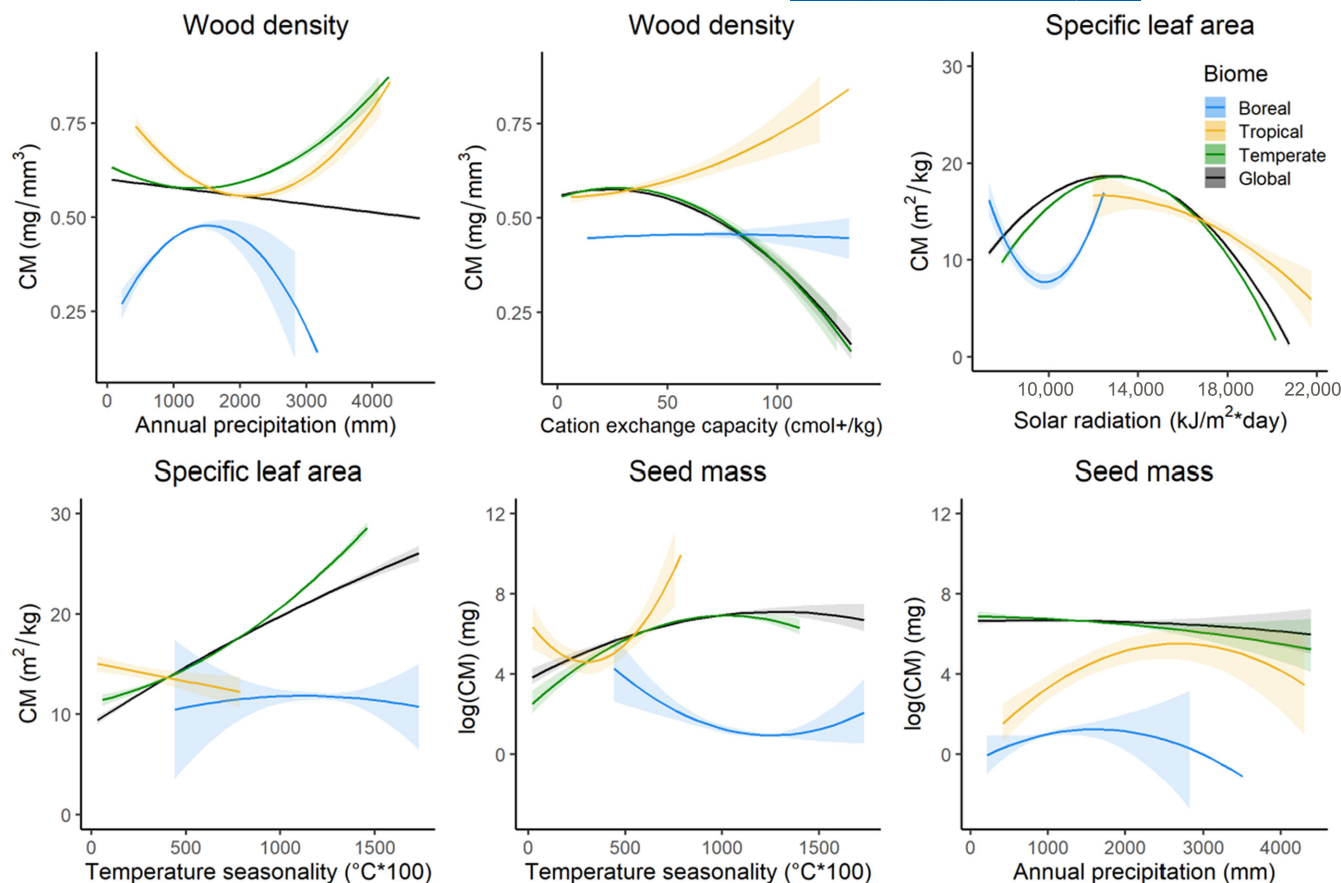 Wood density
CM (mg/mm³)
0.75
0.50
0.25
0 1000 2000 3000 4000
Annual precipitation (mm)
Wood density
CM (mg/mm³)
0.75
0.50
0.25
0 50 100
Cation exchange capacity (cmol+/kg)
Specific leaf area
CM (m²/kg)
30
20
10
0
10,000 14,000 18,000 22,000
Solar radiation (kJ/m²*day)
Biome
Boreal
Tropical
Temperate
Global
Specific leaf area
CM (m²/kg)
30
20
10
0
0 500 1000 1500
Temperature seasonality (°C*100)
Seed mass
log(CM) (mg)
12
8
4
0
0 500 1000 1500
Temperature seasonality (°C*100)
Seed mass
log(CM) (mg)
12
8
4
0
0 1000 2000 3000 4000
Annual precipitation (mm)